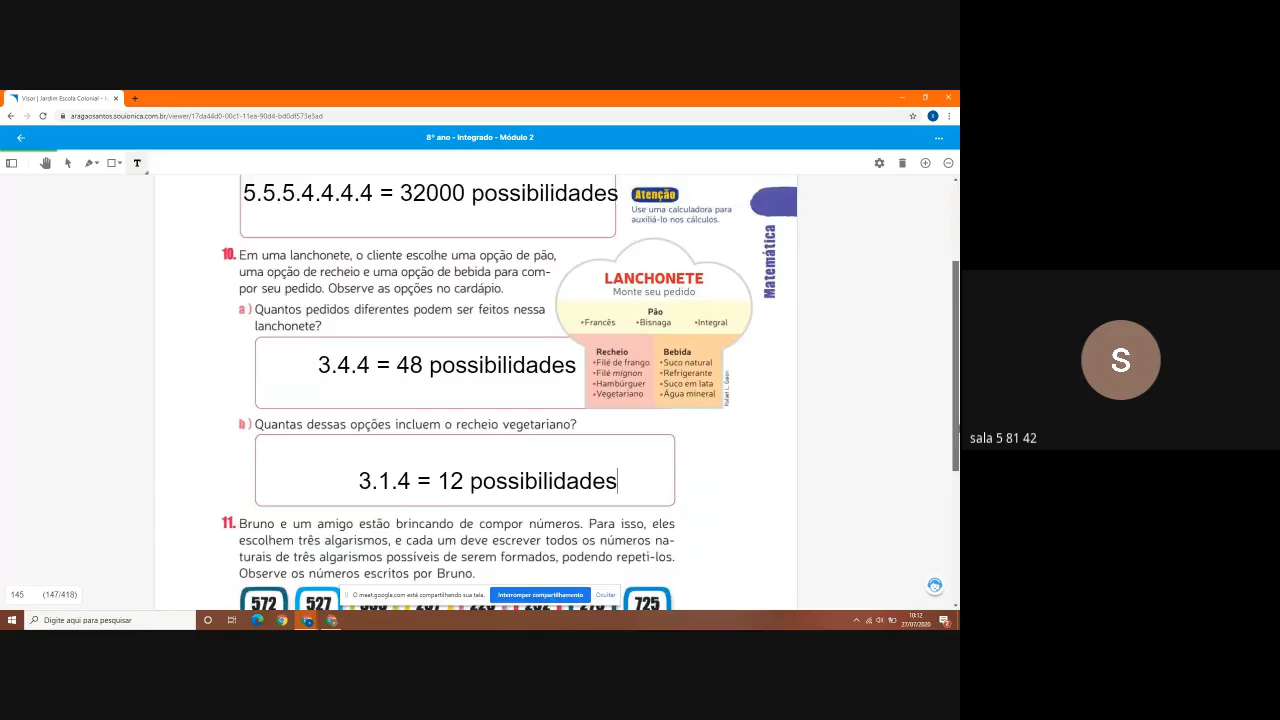 Visor | Jardim Escola Colonial - I.
aragaosantos.souionica.com.br/viewer/17da44d0-00c1-11ea-90d4-bd0df573e3ad
8º ano - Integrado - Módulo 2
T
5.5.5.4.4.4.4 = 32000 possibilidades
Atenção
Use uma calculadora para
auxiliá-lo nos cálculos.
Matemática
10. Em uma lanchonete, o cliente escolhe uma opção de pão,
uma opção de recheio e uma opção de bebida para com-
por seu pedido. Observe as opções no cardápio.
a) Quantos pedidos diferentes podem ser feitos nessa
lanchonete?
3.4.4 = 48 possibilidades
LANCHONETE
Monte seu pedido
Pão
•Francês •Bisnaga •Integral
Recheio
•Filé de frango
•Filé mignon
•Hambúrguer
•Vegetariano
Bebida
•Suco natural
•Refrigerante
•Suco em lata
•Água mineral
b) Quantas dessas opções incluem o recheio vegetariano?
3.1.4 = 12 possibilidades
11. Bruno e um amigo estão brincando de compor números. Para isso, eles
escolhem três algarismos, e cada um deve escrever todos os números na-
turais de três algarismos possíveis de serem formados, podendo repeti-los.
Observe os números escritos por Bruno.
572 527 725
145 (147/418)
O meet.google.com está compartilhando sua tela. Interromper compartilhamento Ocultar
Digite aqui para pesquisar
10:12
27/07/2020
S
sala 5 81 42